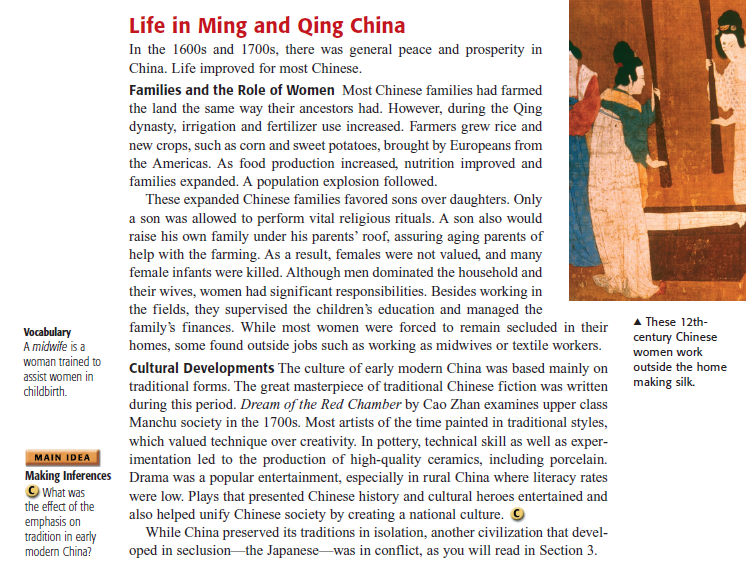 Life in Ming and Qing China
In the 1600s and 1700s, there was general peace and prosperity in
China. Life improved for most Chinese.
Families and the Role of Women Most Chinese families had farmed
the land the same way their ancestors had. However, during the Qing
dynasty, irrigation and fertilizer use increased. Farmers grew rice and
new crops, such as corn and sweet potatoes, brought by Europeans from
the Americas. As food production increased, nutrition improved and
families expanded. A population explosion followed.
These expanded Chinese families favored sons over daughters. Only
a son was allowed to perform vital religious rituals. A son also would
raise his own family under his parents' roof, assuring aging parents of
help with the farming. As a result, females were not valued, and many
female infants were killed. Although men dominated the household and
their wives, women had significant responsibilities. Besides working in
the fields, they supervised the children's education and managed the
family's finances. While most women were forced to remain secluded in their
homes, some found outside jobs such as working as midwives or textile workers.
Vocabulary
A midwife is a
woman trained to
assist women in
childbirth.
▲ These 12th-
century Chinese
women work
outside the home
making silk.
Cultural Developments The culture of early modern China was based mainly on
traditional forms. The great masterpiece of traditional Chinese fiction was written
during this period. Dream of the Red Chamber by Cao Zhan examines upper class
Manchu society in the 1700s. Most artists of the time painted in traditional styles,
which valued technique over creativity. In pottery, technical skill as well as exper-
imentation led to the production of high-quality ceramics, including porcelain.
Drama was a popular entertainment, especially in rural China where literacy rates
were low. Plays that presented Chinese history and cultural heroes entertained and
also helped unify Chinese society by creating a national culture. C
While China preserved its traditions in isolation, another civilization that devel-
oped in seclusion—the Japanese—was in conflict, as you will read in Section 3.
MAIN IDEA
Making Inferences
C What was
the effect of the
emphasis on
tradition in early
modern China?